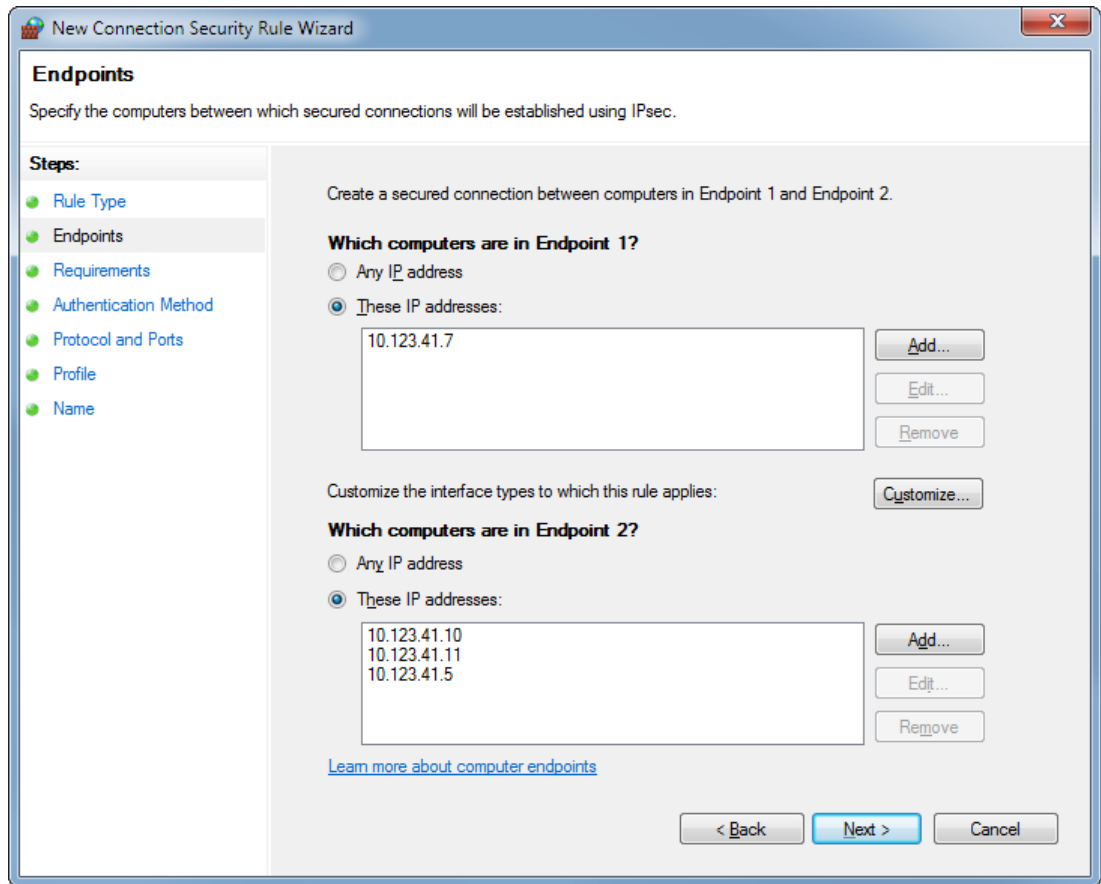 New Connection Security Rule Wizard
Endpoints
Specify the computers between which secured connections will be established using IPsec.
Steps:
Rule Type
Endpoints
Requirements
Authentication Method
Protocol and Ports
Profile
Name
Create a secured connection between computers in Endpoint 1 and Endpoint 2.
Which computers are in Endpoint 1?
Any IP address
These IP addresses:
10.123.41.7
Add...
Edit...
Remove
Customize the interface types to which this rule applies:
Customize...
Which computers are in Endpoint 2?
Any IP address
These IP addresses:
10.123.41.10
10.123.41.11
10.123.41.5
Add...
Edit...
Remove
Learn more about computer endpoints
< Back
Next >
Cancel